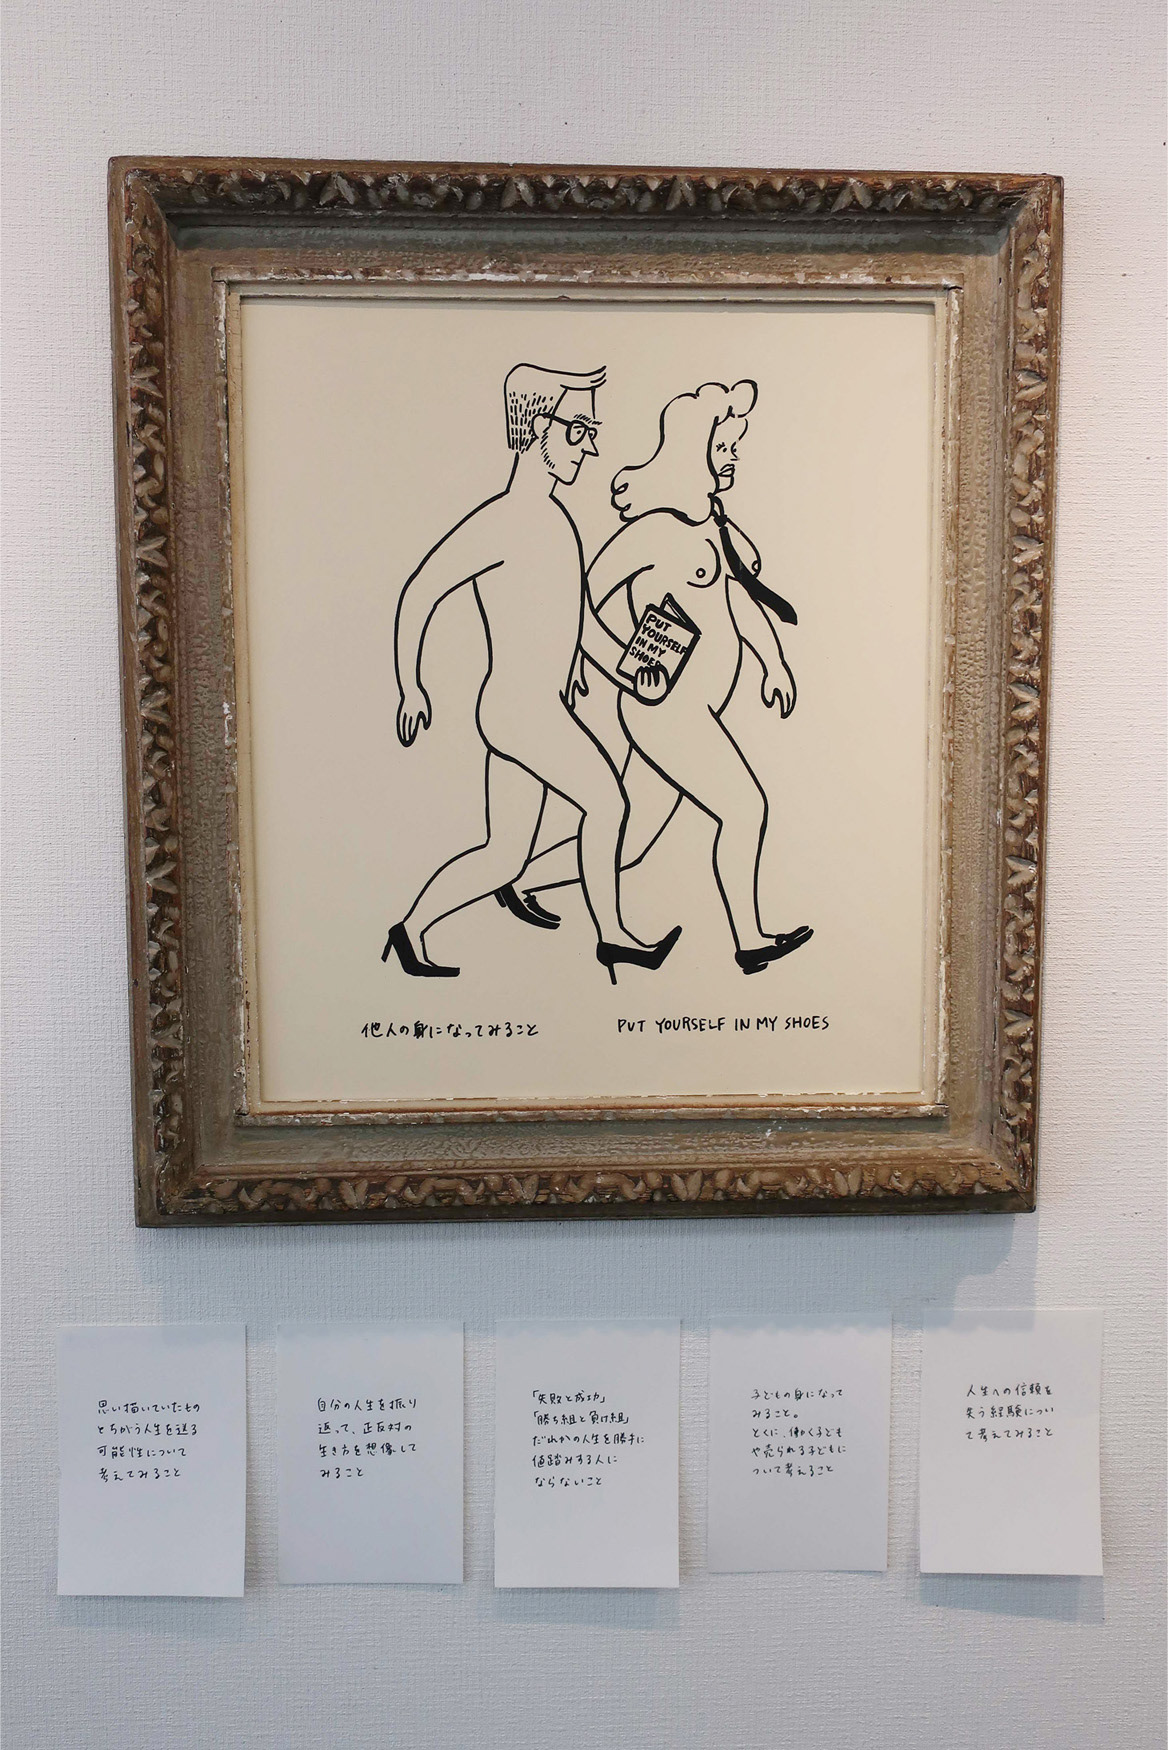 PUT
YOURSELF
IN MY
SHOES
他人の身になってみること
PUT YOURSELF IN MY SHOES
思い描いていたもの
とちがう人生を送る
可能性について
考えてみること
自分の人生を振り
返って、正反対の
生き方を想像して
みること
「失敗と成功」
「勝ち組と負け組」
だれかの人生を勝手に
値踏みする人に
ならないこと
子どもの身になって
みること。
とくに、働く子ども
や売られる子どもに
ついて考えること
人生への信頼を
失う経験につい
て考えてみること